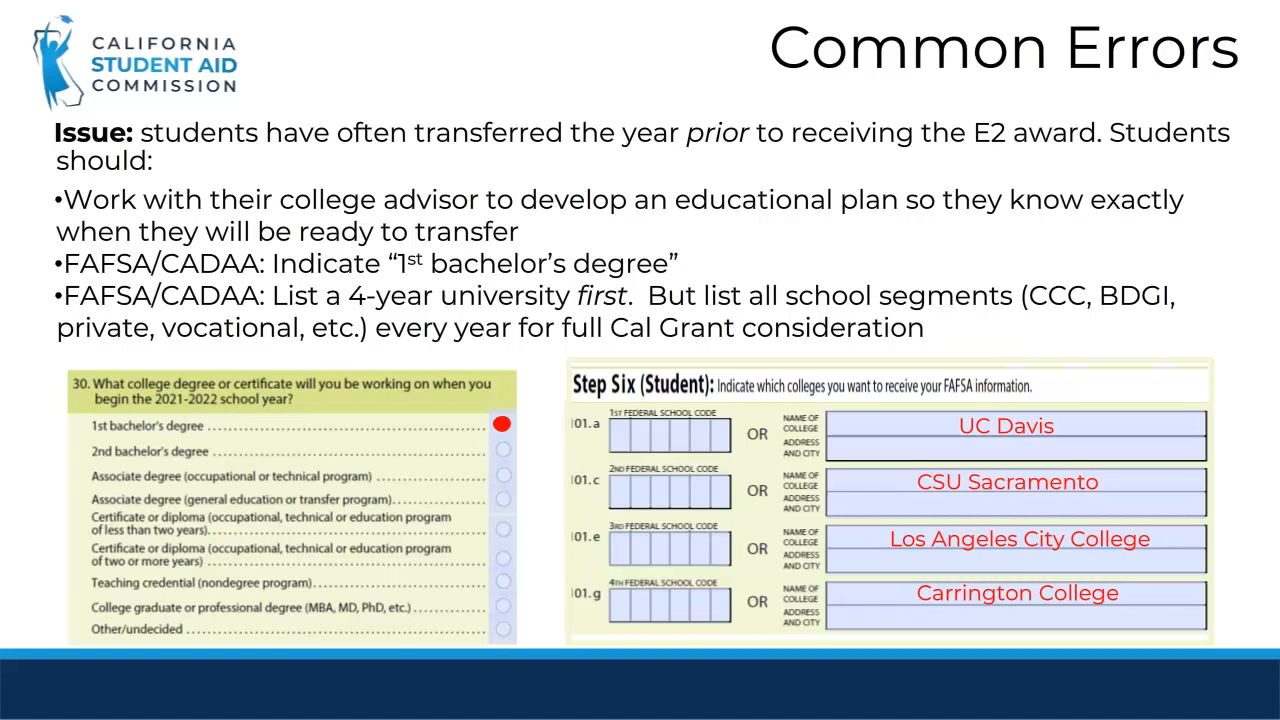 CALIFORNIA
STUDENT AID
COMMISSION
Common Errors
Issue: students have often transferred the year prior to receiving the E2 award. Students
should:
•Work with their college advisor to develop an educational plan so they know exactly
when they will be ready to transfer
•FAFSA/CADAA: Indicate “1st bachelor’s degree”
•FAFSA/CADAA: List a 4-year university first.  But list all school segments (CCC, BDGI,
private, vocational, etc.) every year for full Cal Grant consideration
30. What college degree or certificate will you be working on when you
begin the 2021-2022 school year?
1st bachelor's degree
2nd bachelor's degree
Associate degree (occupational or technical program)
Associate degree (general education or transfer program)
Certificate or diploma (occupational, technical or education program
of less than two years)
Certificate or diploma (occupational, technical or education program
of two or more years)
Teaching credential (nondegree program)
College graduate or professional degree (MBA, MD, PhD, etc.)
Other/undecided
Step Six (Student): Indicate which colleges you want to receive your FAFSA information.
1ST FEDERAL SCHOOL CODE
101.a
OR
NAME OF
COLLEGE
UC Davis
ADDRESS
AND CITY
2ND FEDERAL SCHOOL CODE
101.c
OR
NAME OF
COLLEGE
CSU Sacramento
ADDRESS
AND CITY
3RD FEDERAL SCHOOL CODE
101.e
OR
NAME OF
COLLEGE
Los Angeles City College
ADDRESS
AND CITY
4TH FEDERAL SCHOOL CODE
101.g
OR
NAME OF
COLLEGE
Carrington College
ADDRESS
AND CITY